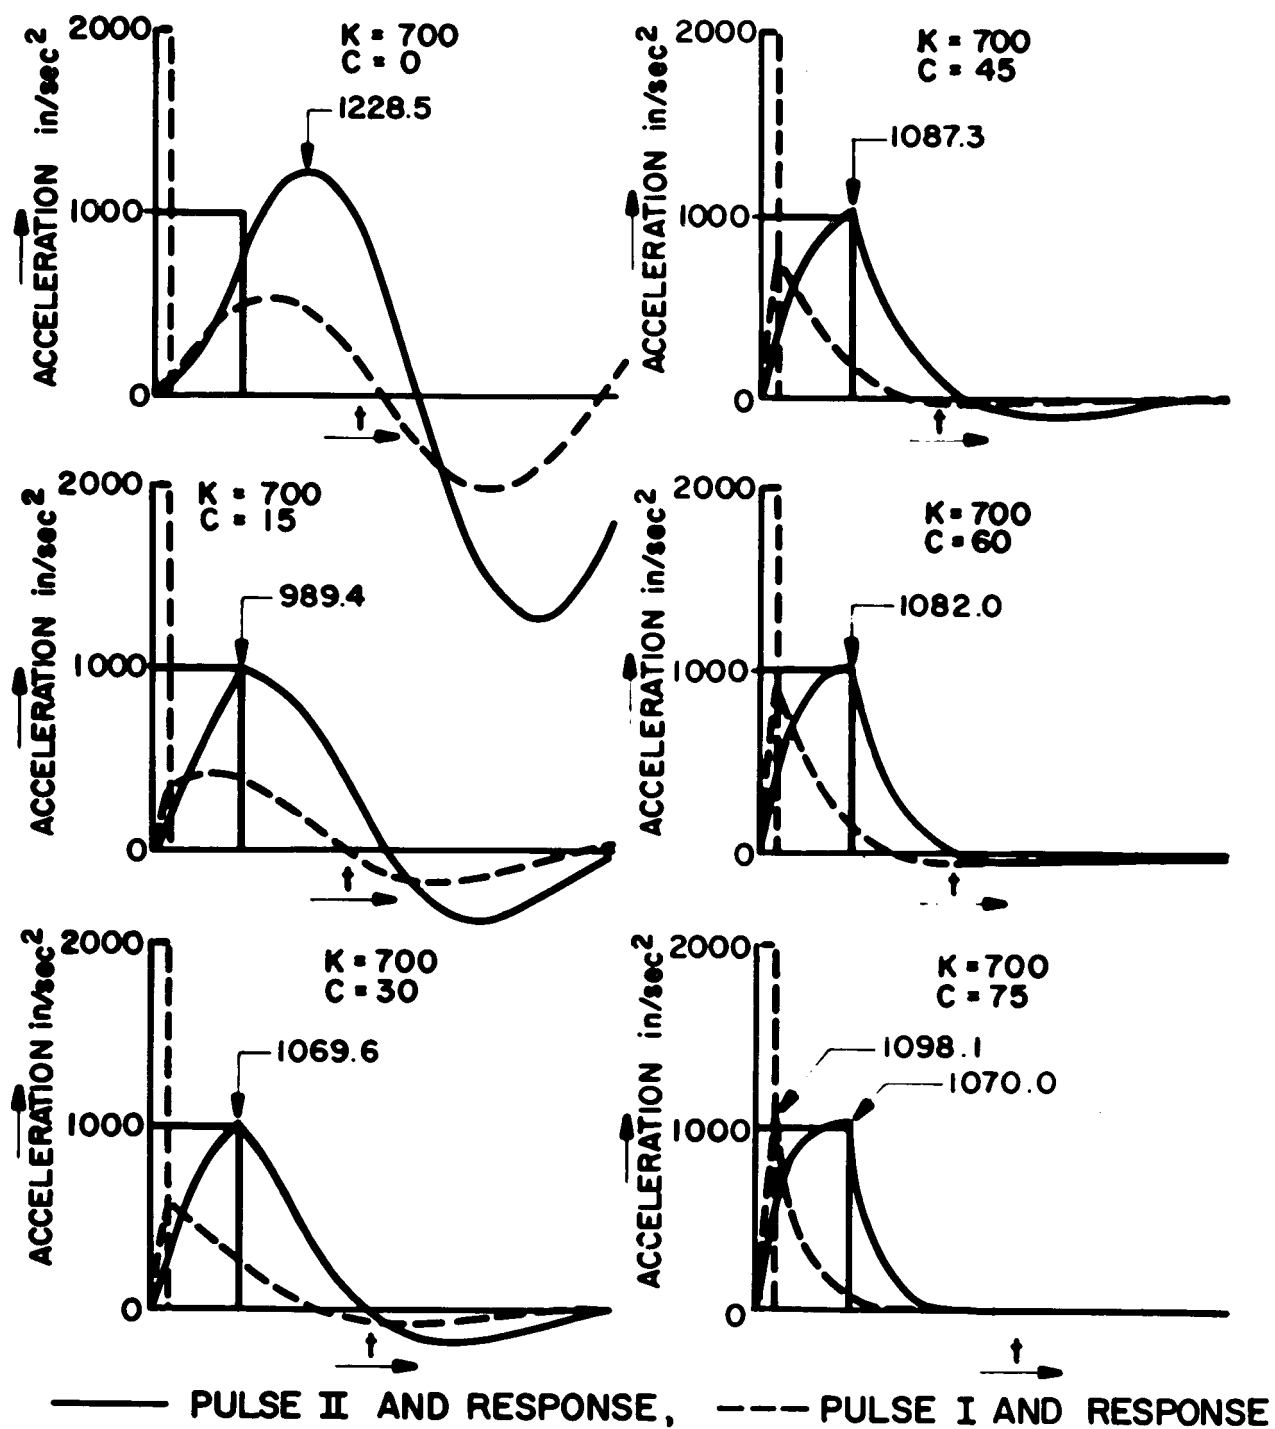 ACCELERATION in/sec2
2000
1000
0
K = 700
C = 0
1228.5
t
ACCELERATION in/sec2
2000
1000
0
K = 700
C = 45
1087.3
t
ACCELERATION in/sec2
2000
1000
0
K = 700
C = 15
989.4
t
ACCELERATION in/sec2
2000
1000
0
K = 700
C = 60
1082.0
t
ACCELERATION in/sec2
2000
1000
0
K = 700
C = 30
1069.6
t
ACCELERATION in/sec2
2000
1000
0
K = 700
C = 75
1098.1
1070.0
t
PULSE II AND RESPONSE, PULSE I AND RESPONSE